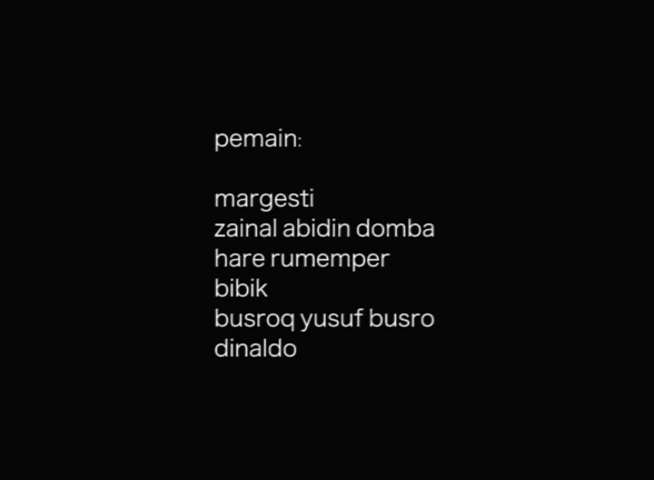 pemain:
margesti
zainal abidin domba
hare rumemper
bibik
busroq yusuf busro
dinaldo